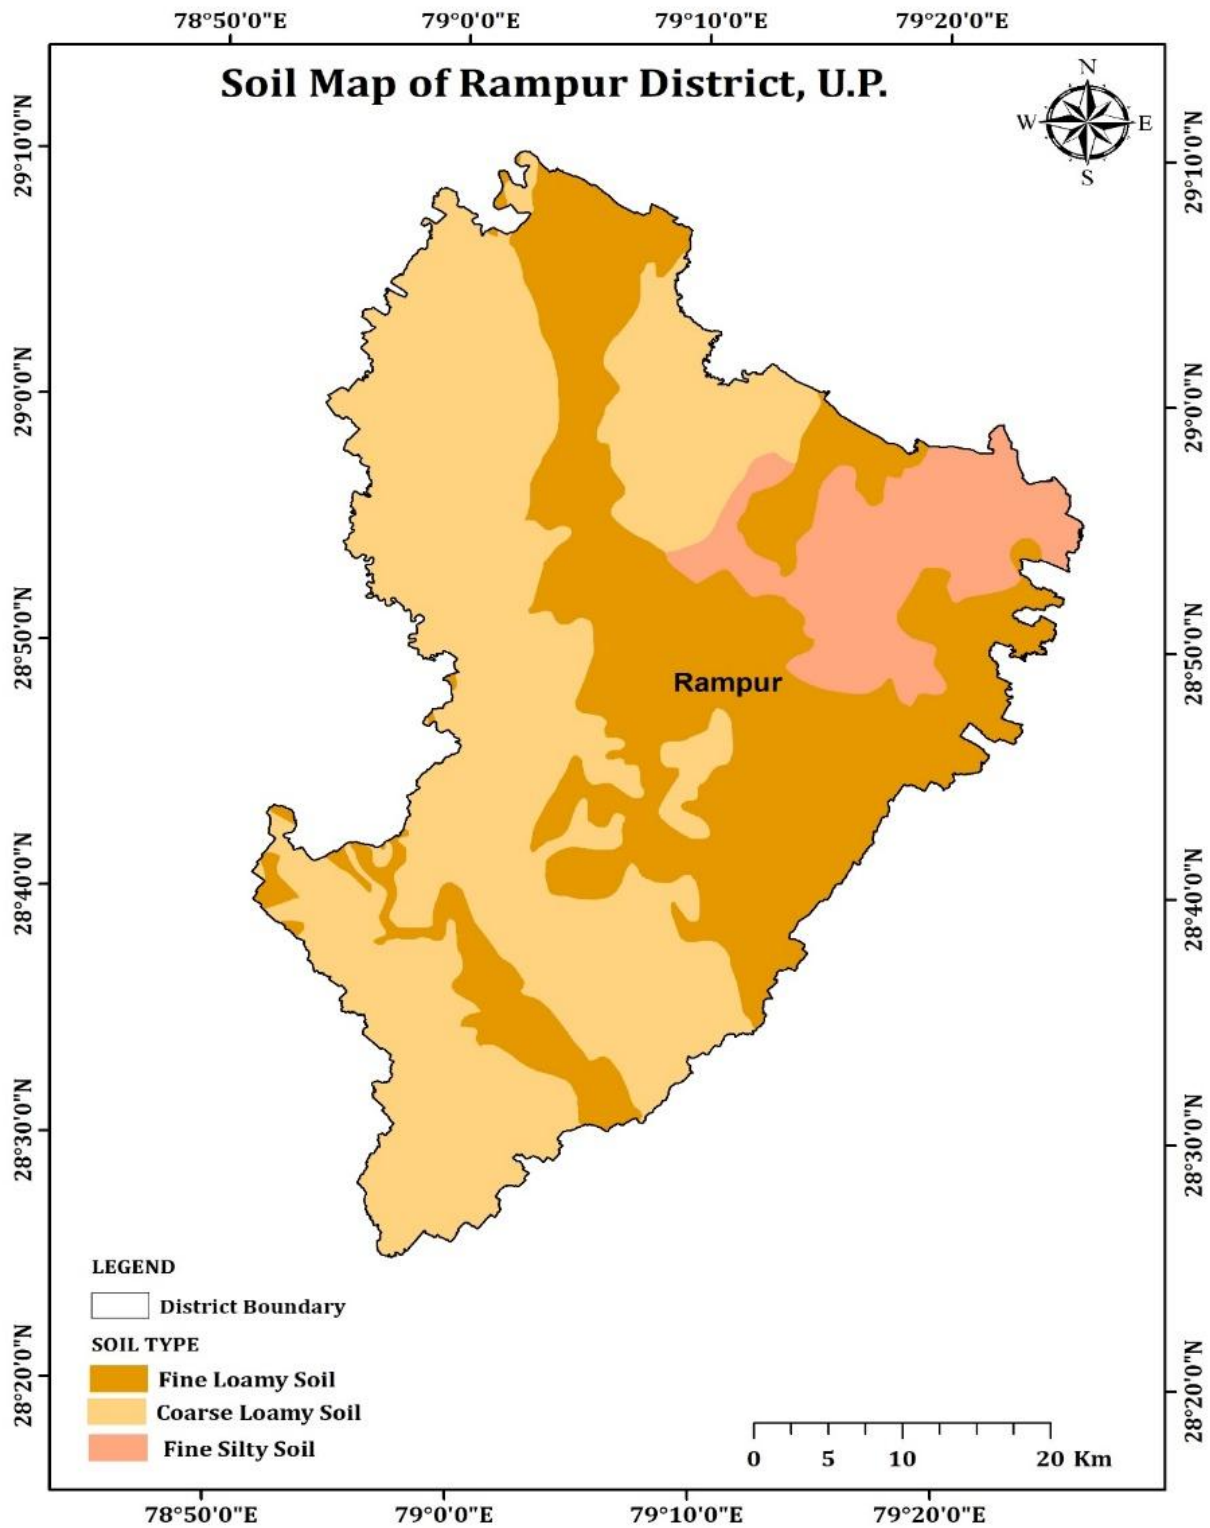 78°50'0"E 79°0'0"E 79°10'0"E 79°20'0"E
Soil Map of Rampur District, U.P.
N
W E
S
29°10'0"N 29°10'0"N
29°0'0"N 29°0'0"N
28°50'0"N 28°50'0"N
Rampur
28°40'0"N 28°40'0"N
28°30'0"N 28°30'0"N
LEGEND
District Boundary
SOIL TYPE
28°20'0"N 28°20'0"N
Fine Loamy Soil
Coarse Loamy Soil
Fine Silty Soil
0 5 10 20 Km
78°50'0"E 79°0'0"E 79°10'0"E 79°20'0"E